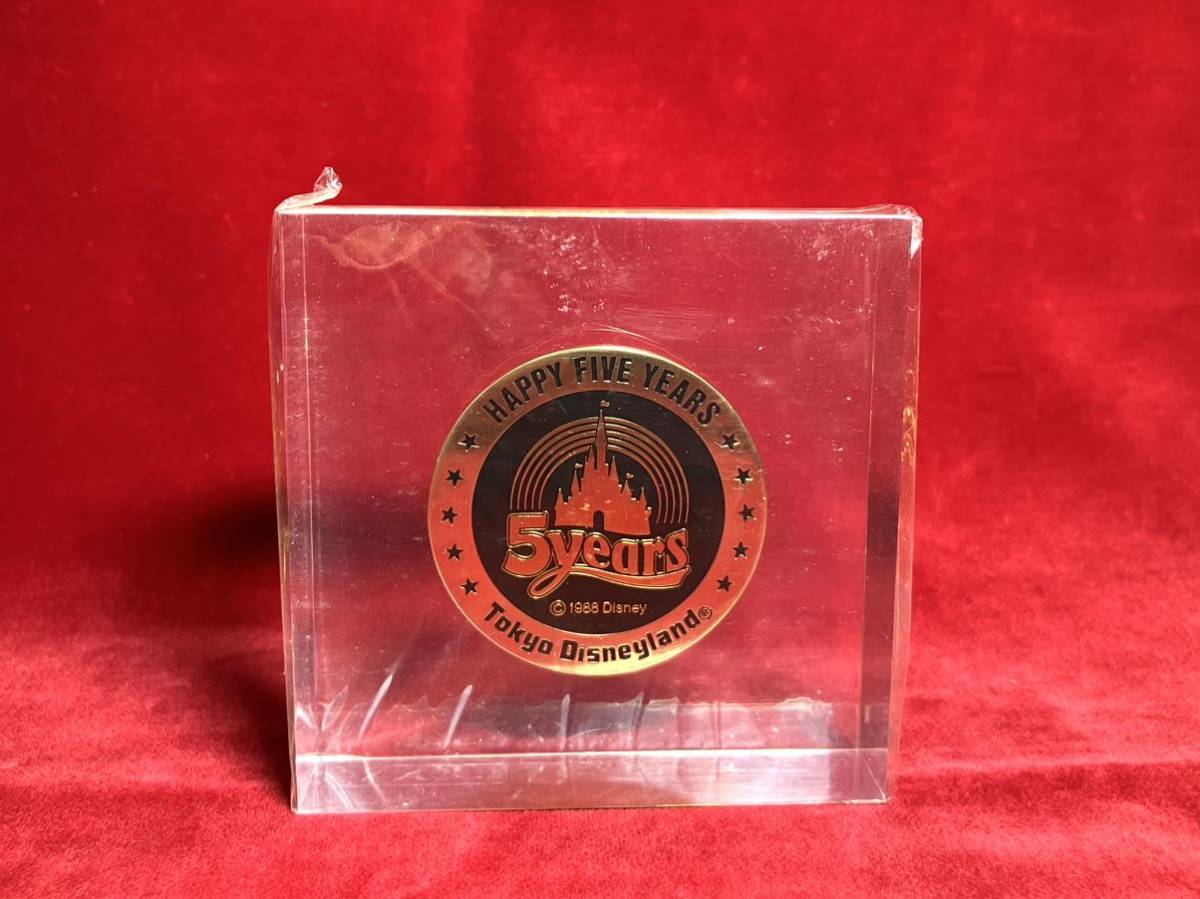 HAPPY FIVE YEARS
5years
© 1988 Disney
Tokyo Disneyland®